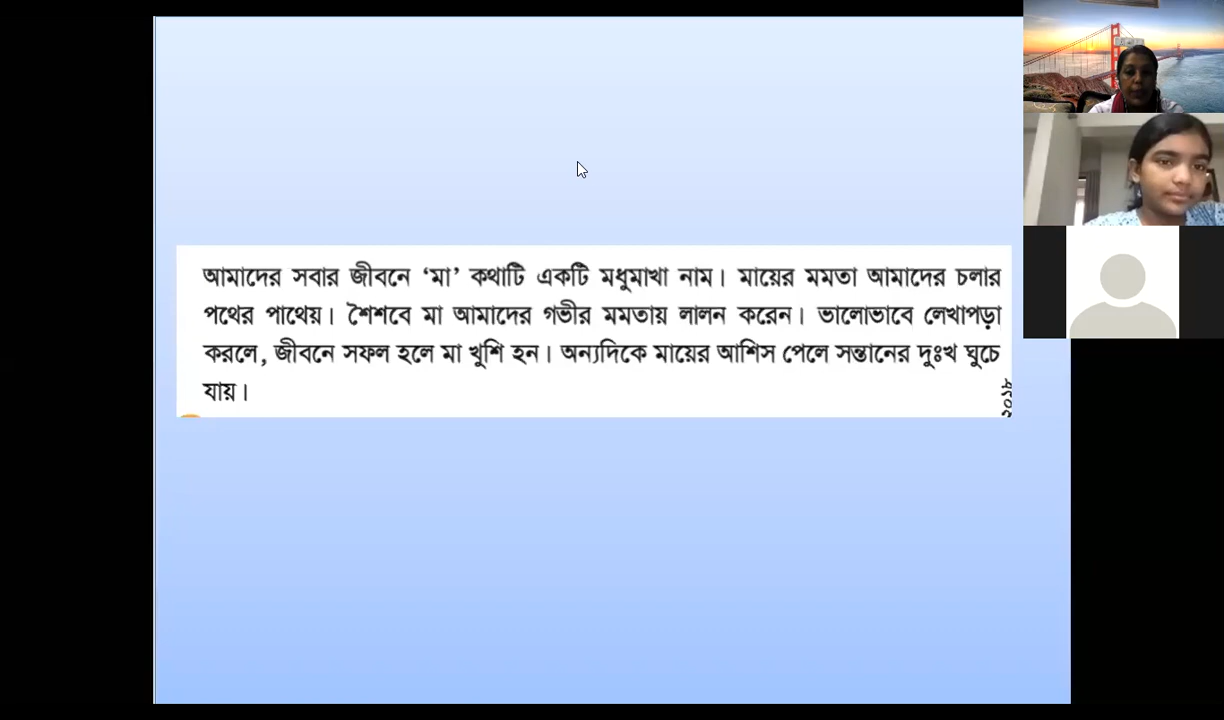 আমাদের সবার জীবনে ‘মা’ কথাটি একটি মধুমাখা নাম। মায়ের মমতা আমাদের চলার
পথের পাথেয়। শৈশবে মা আমাদের গভীর মমতায় লালন করেন। ভালোভাবে লেখাপড়া
করলে, জীবনে সফল হলে মা খুশি হন। অন্যদিকে মায়ের আশিস পেলে সন্তানের দুঃখ ঘুচে
যায়।
২০১৮